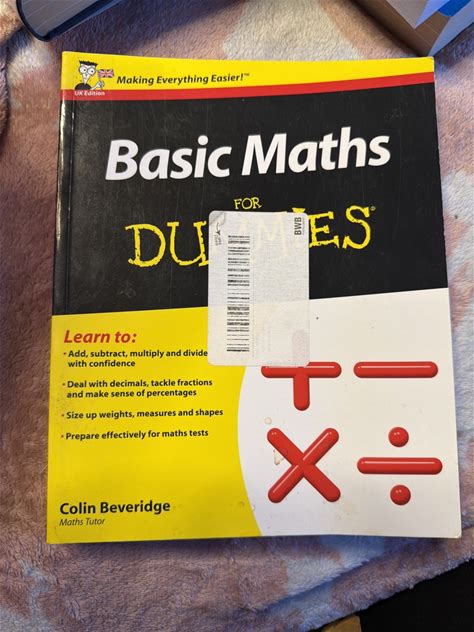 Making Everything Easier!™
UK Edition
Basic Maths
FOR
DU IES®
BWB
Learn to:
• Add, subtract, multiply and divide
with confidence
• Deal with decimals, tackle fractions
and make sense of percentages
• Size up weights, measures and shapes
• Prepare effectively for maths tests
Colin Beveridge
Maths Tutor